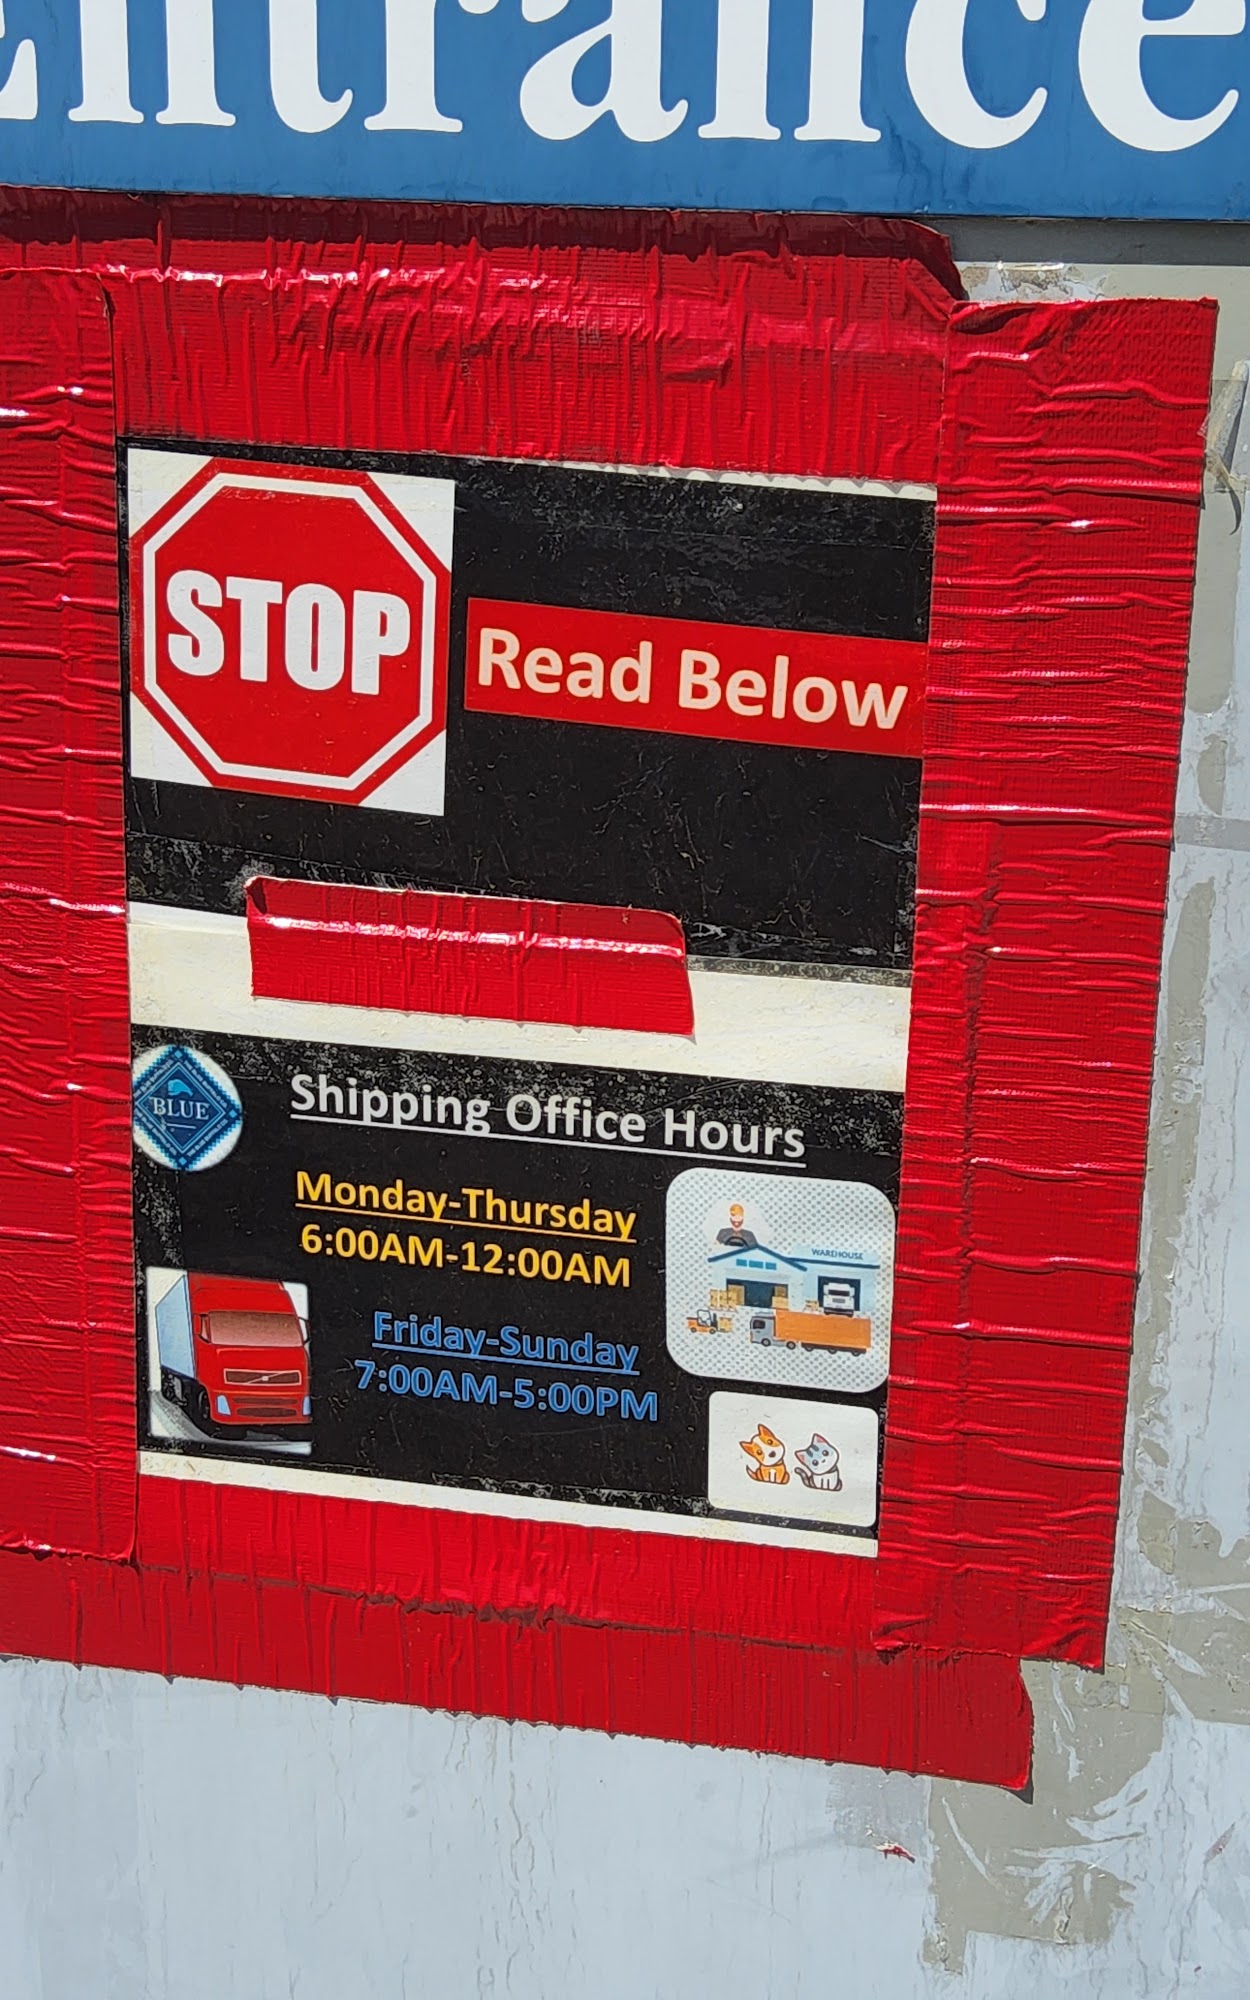 Entrance
STOP
Read Below
BLUE
Shipping Office Hours
Monday-Thursday
6:00AM-12:00AM
WAREHOUSE
Friday-Sunday
7:00AM-5:00PM